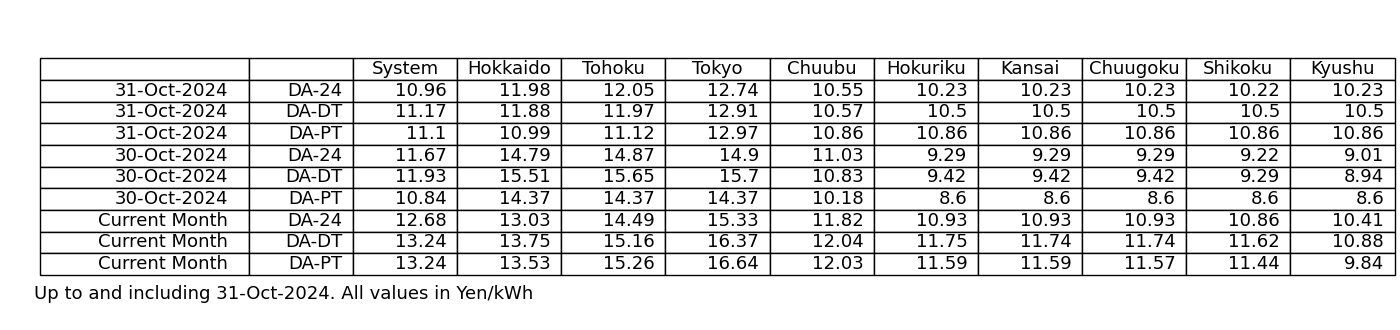 System Hokkaido Tohoku Tokyo Chuubu Hokuriku Kansai Chuugoku Shikoku Kyushu
31-Oct-2024 DA-24 10.96 11.98 12.05 12.74 10.55 10.23 10.23 10.23 10.22 10.23
31-Oct-2024 DA-DT 11.17 11.88 11.97 12.91 10.57 10.5 10.5 10.5 10.5 10.5
31-Oct-2024 DA-PT 11.1 10.99 11.12 12.97 10.86 10.86 10.86 10.86 10.86 10.86
30-Oct-2024 DA-24 11.67 14.79 14.87 14.9 11.03 9.29 9.29 9.29 9.22 9.01
30-Oct-2024 DA-DT 11.93 15.51 15.65 15.7 10.83 9.42 9.42 9.42 9.29 8.94
30-Oct-2024 DA-PT 10.84 14.37 14.37 14.37 10.18 8.6 8.6 8.6 8.6 8.6
Current Month DA-24 12.68 13.03 14.49 15.33 11.82 10.93 10.93 10.93 10.86 10.41
Current Month DA-DT 13.24 13.75 15.16 16.37 12.04 11.75 11.74 11.74 11.62 10.88
Current Month DA-PT 13.24 13.53 15.26 16.64 12.03 11.59 11.59 11.57 11.44 9.84
Up to and including 31-Oct-2024. All values in Yen/kWh